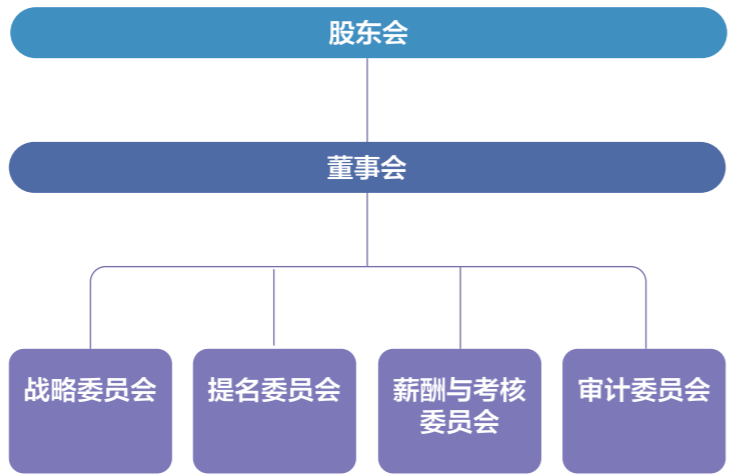 股东会
董事会
战略委员会
提名委员会
薪酬与考核
委员会
审计委员会